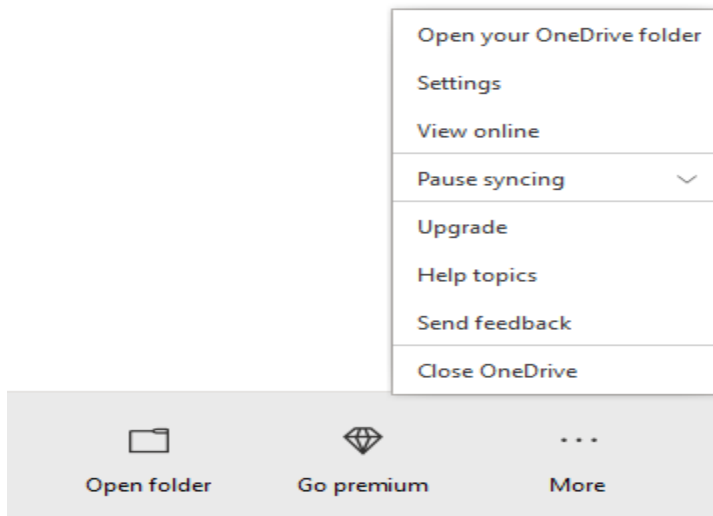 Open your OneDrive folder
Settings
View online
Pause syncing
Upgrade
Help topics
Send feedback
Close OneDrive
Open folder
Go premium
More